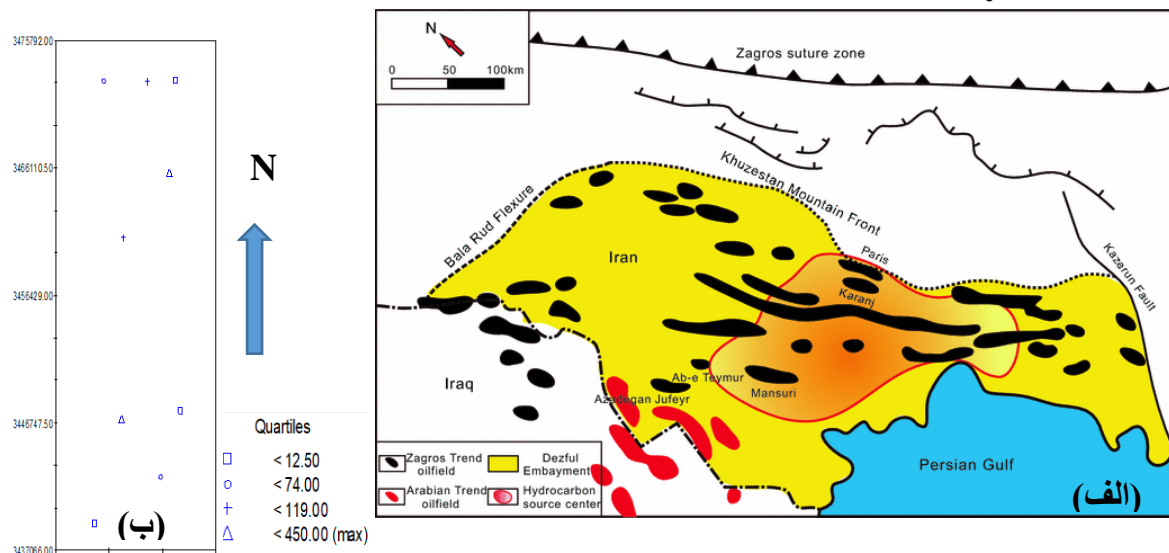 3475792.00
3466110.50
3456429.00
3446747.50
3437066.00
N
Quartiles
< 12.50
< 74.00
< 119.00
< 450.00 (max)
(ب)
N
0 50 100km
Zagros suture zone
Khuzestan Mountain Front
Bala Rud Flexure
Kazerun Fault
Iran
Paris
Karanj
Iraq
Ab-e Teymur
Mansuri
Azadegan Jufeyr
Persian Gulf
Zagros Trend oilfield
Dezful Embayment
Arabian Trend oilfield
Hydrocarbon source center
(الف)